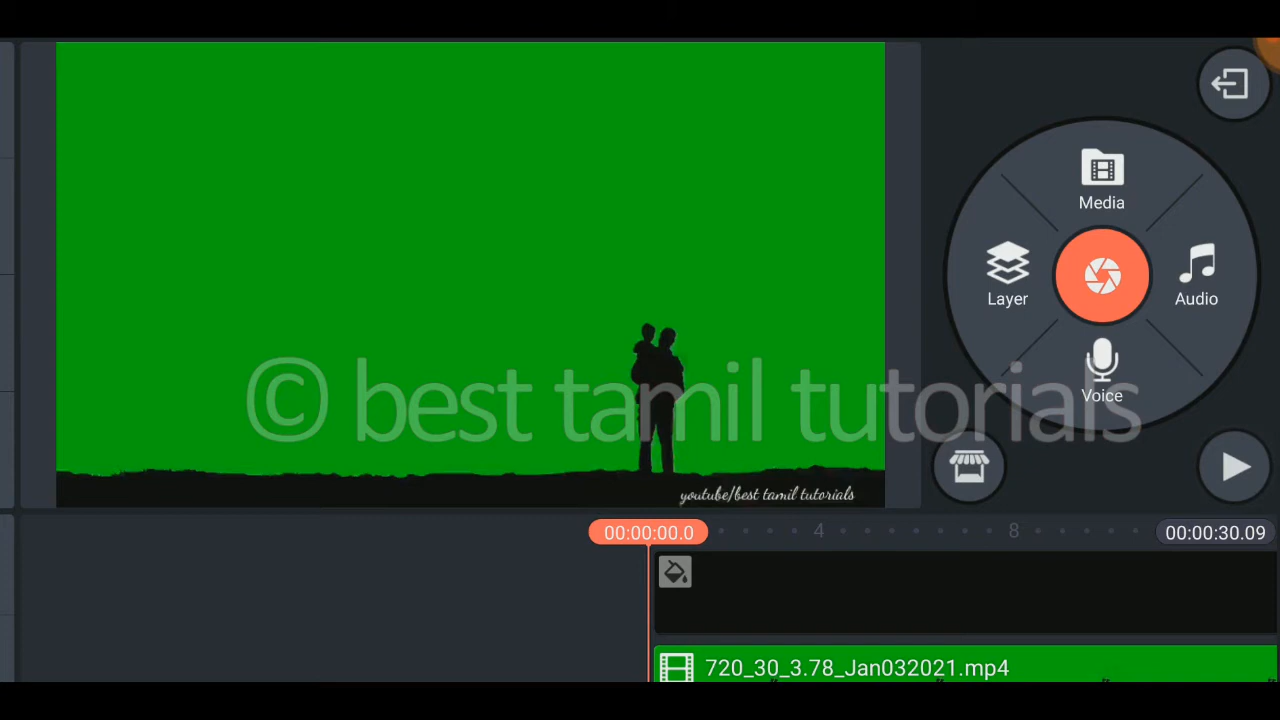 Media
Layer
Audio
Voice
© best tamil tutorials
youtube/best tamil tutorials
00:00:00.0
4
8
00:00:30.09
720_30_3.78_Jan032021.mp4